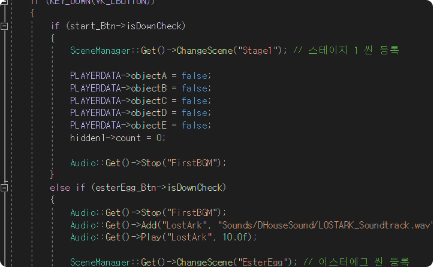 if (KEY_DOWN(VK_LBUTTON))
{
if (start_Btn->isDownCheck)
{
SceneManager::Get()->ChangeScene("Stage1"); // 스테이지 1 씬 등록
PLAYERDATA->objectA = false;
PLAYERDATA->objectB = false;
PLAYERDATA->objectC = false;
PLAYERDATA->objectD = false;
PLAYERDATA->objectE = false;
hidden1->count = 0;
Audio::Get()->Stop("FirstBGM");
}
else if (esterEgg_Btn->isDownCheck)
{
Audio::Get()->Stop("FirstBGM");
Audio::Get()->Add("LostArk", "Sounds/DHouseSound/LOSTARK_Soundtrack.wav"
Audio::Get()->Play("LostArk", 10.0f);
SceneManager::Get()->ChangeScene("EsterEgg"); // 이스터에그 씬 등록